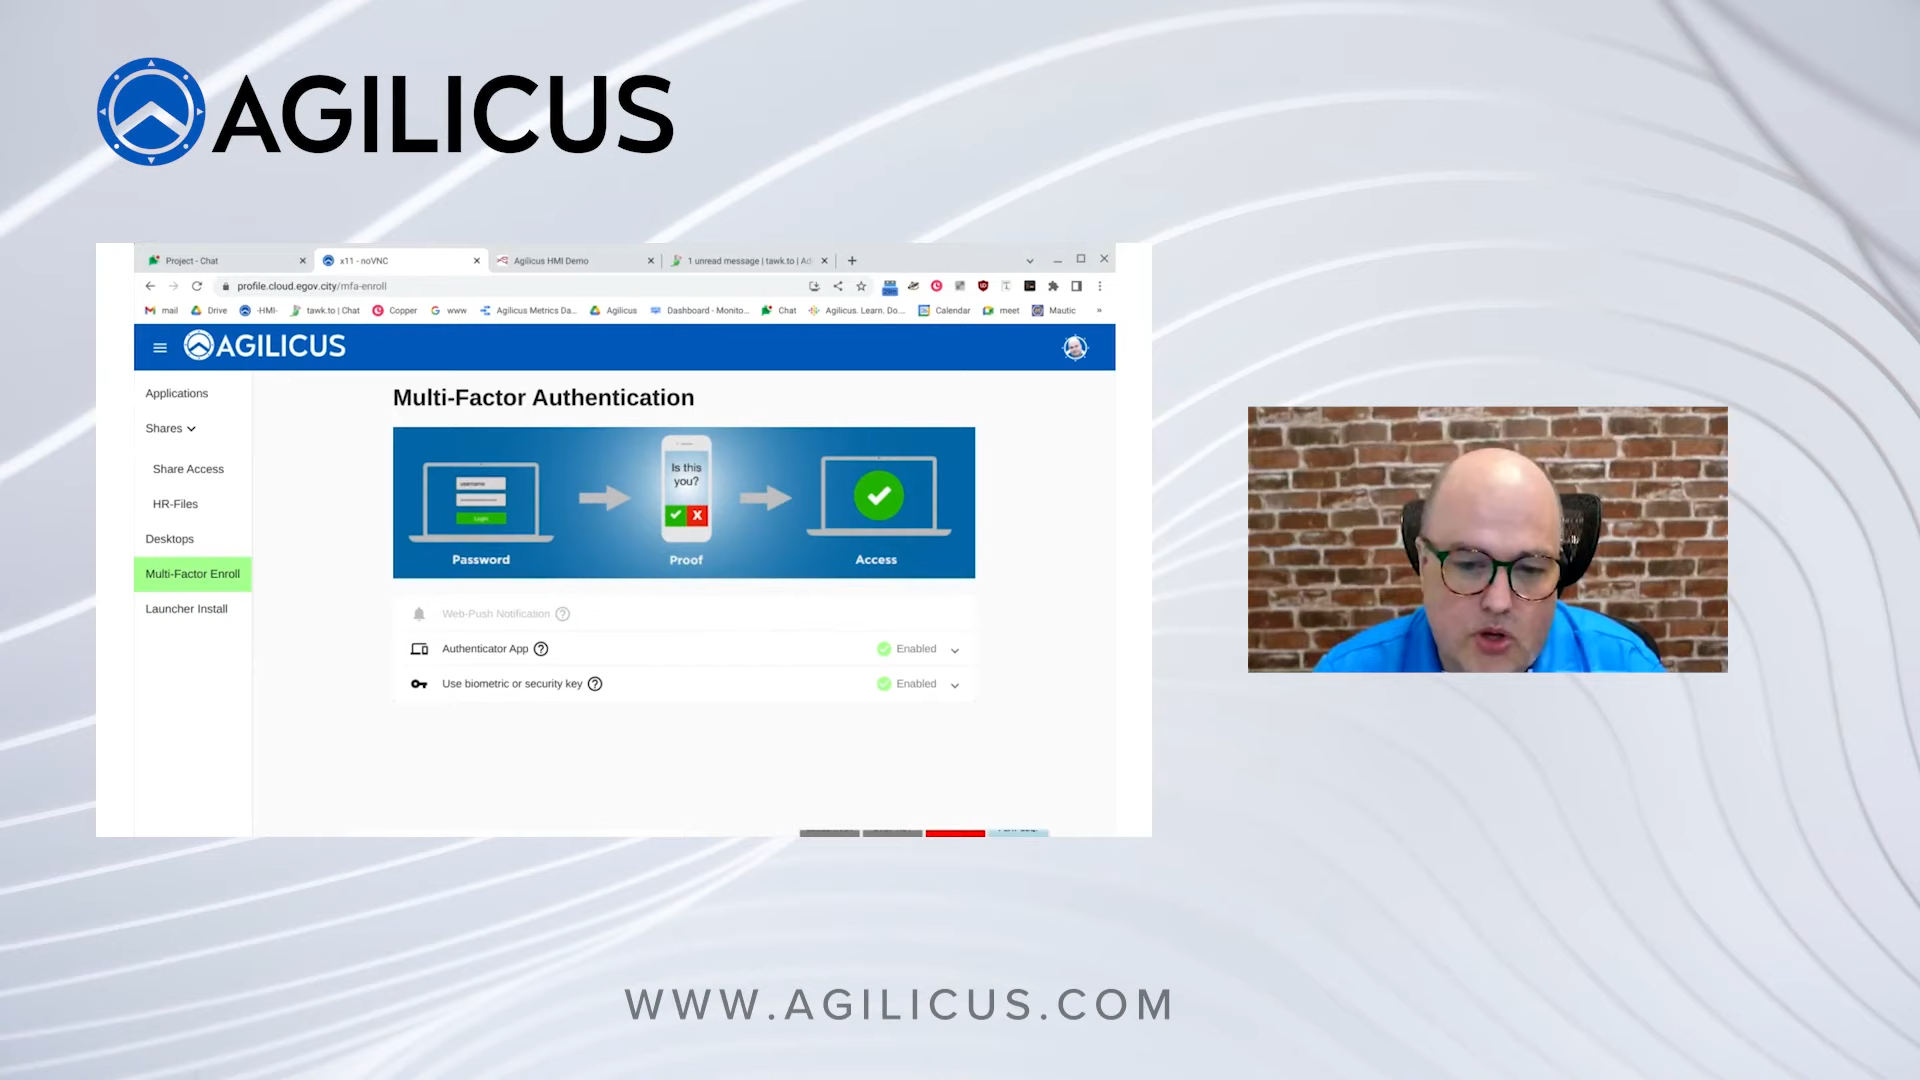 AGILICUS
Project - Chat
x11 - noVNC
Agilicus HMI Demo
1 unread message | tawk.to | Ad
profile.cloud.egov.city/mfa-enroll
mail
Drive
-HMI-
tawk.to | Chat
Copper
www
Agilicus Metrics Da...
Agilicus
Dashboard - Monito...
Chat
Agilicus. Learn. Do....
Calendar
meet
Mautic
»
AGILICUS
Applications
Shares
Share Access
HR-Files
Desktops
Multi-Factor Enroll
Launcher Install
Multi-Factor Authentication
username
Login
Is this
you?
Password
Proof
Access
Web-Push Notification ?
Authenticator App ?
Enabled
Use biometric or security key ?
Enabled
WWW.AGILICUS.COM